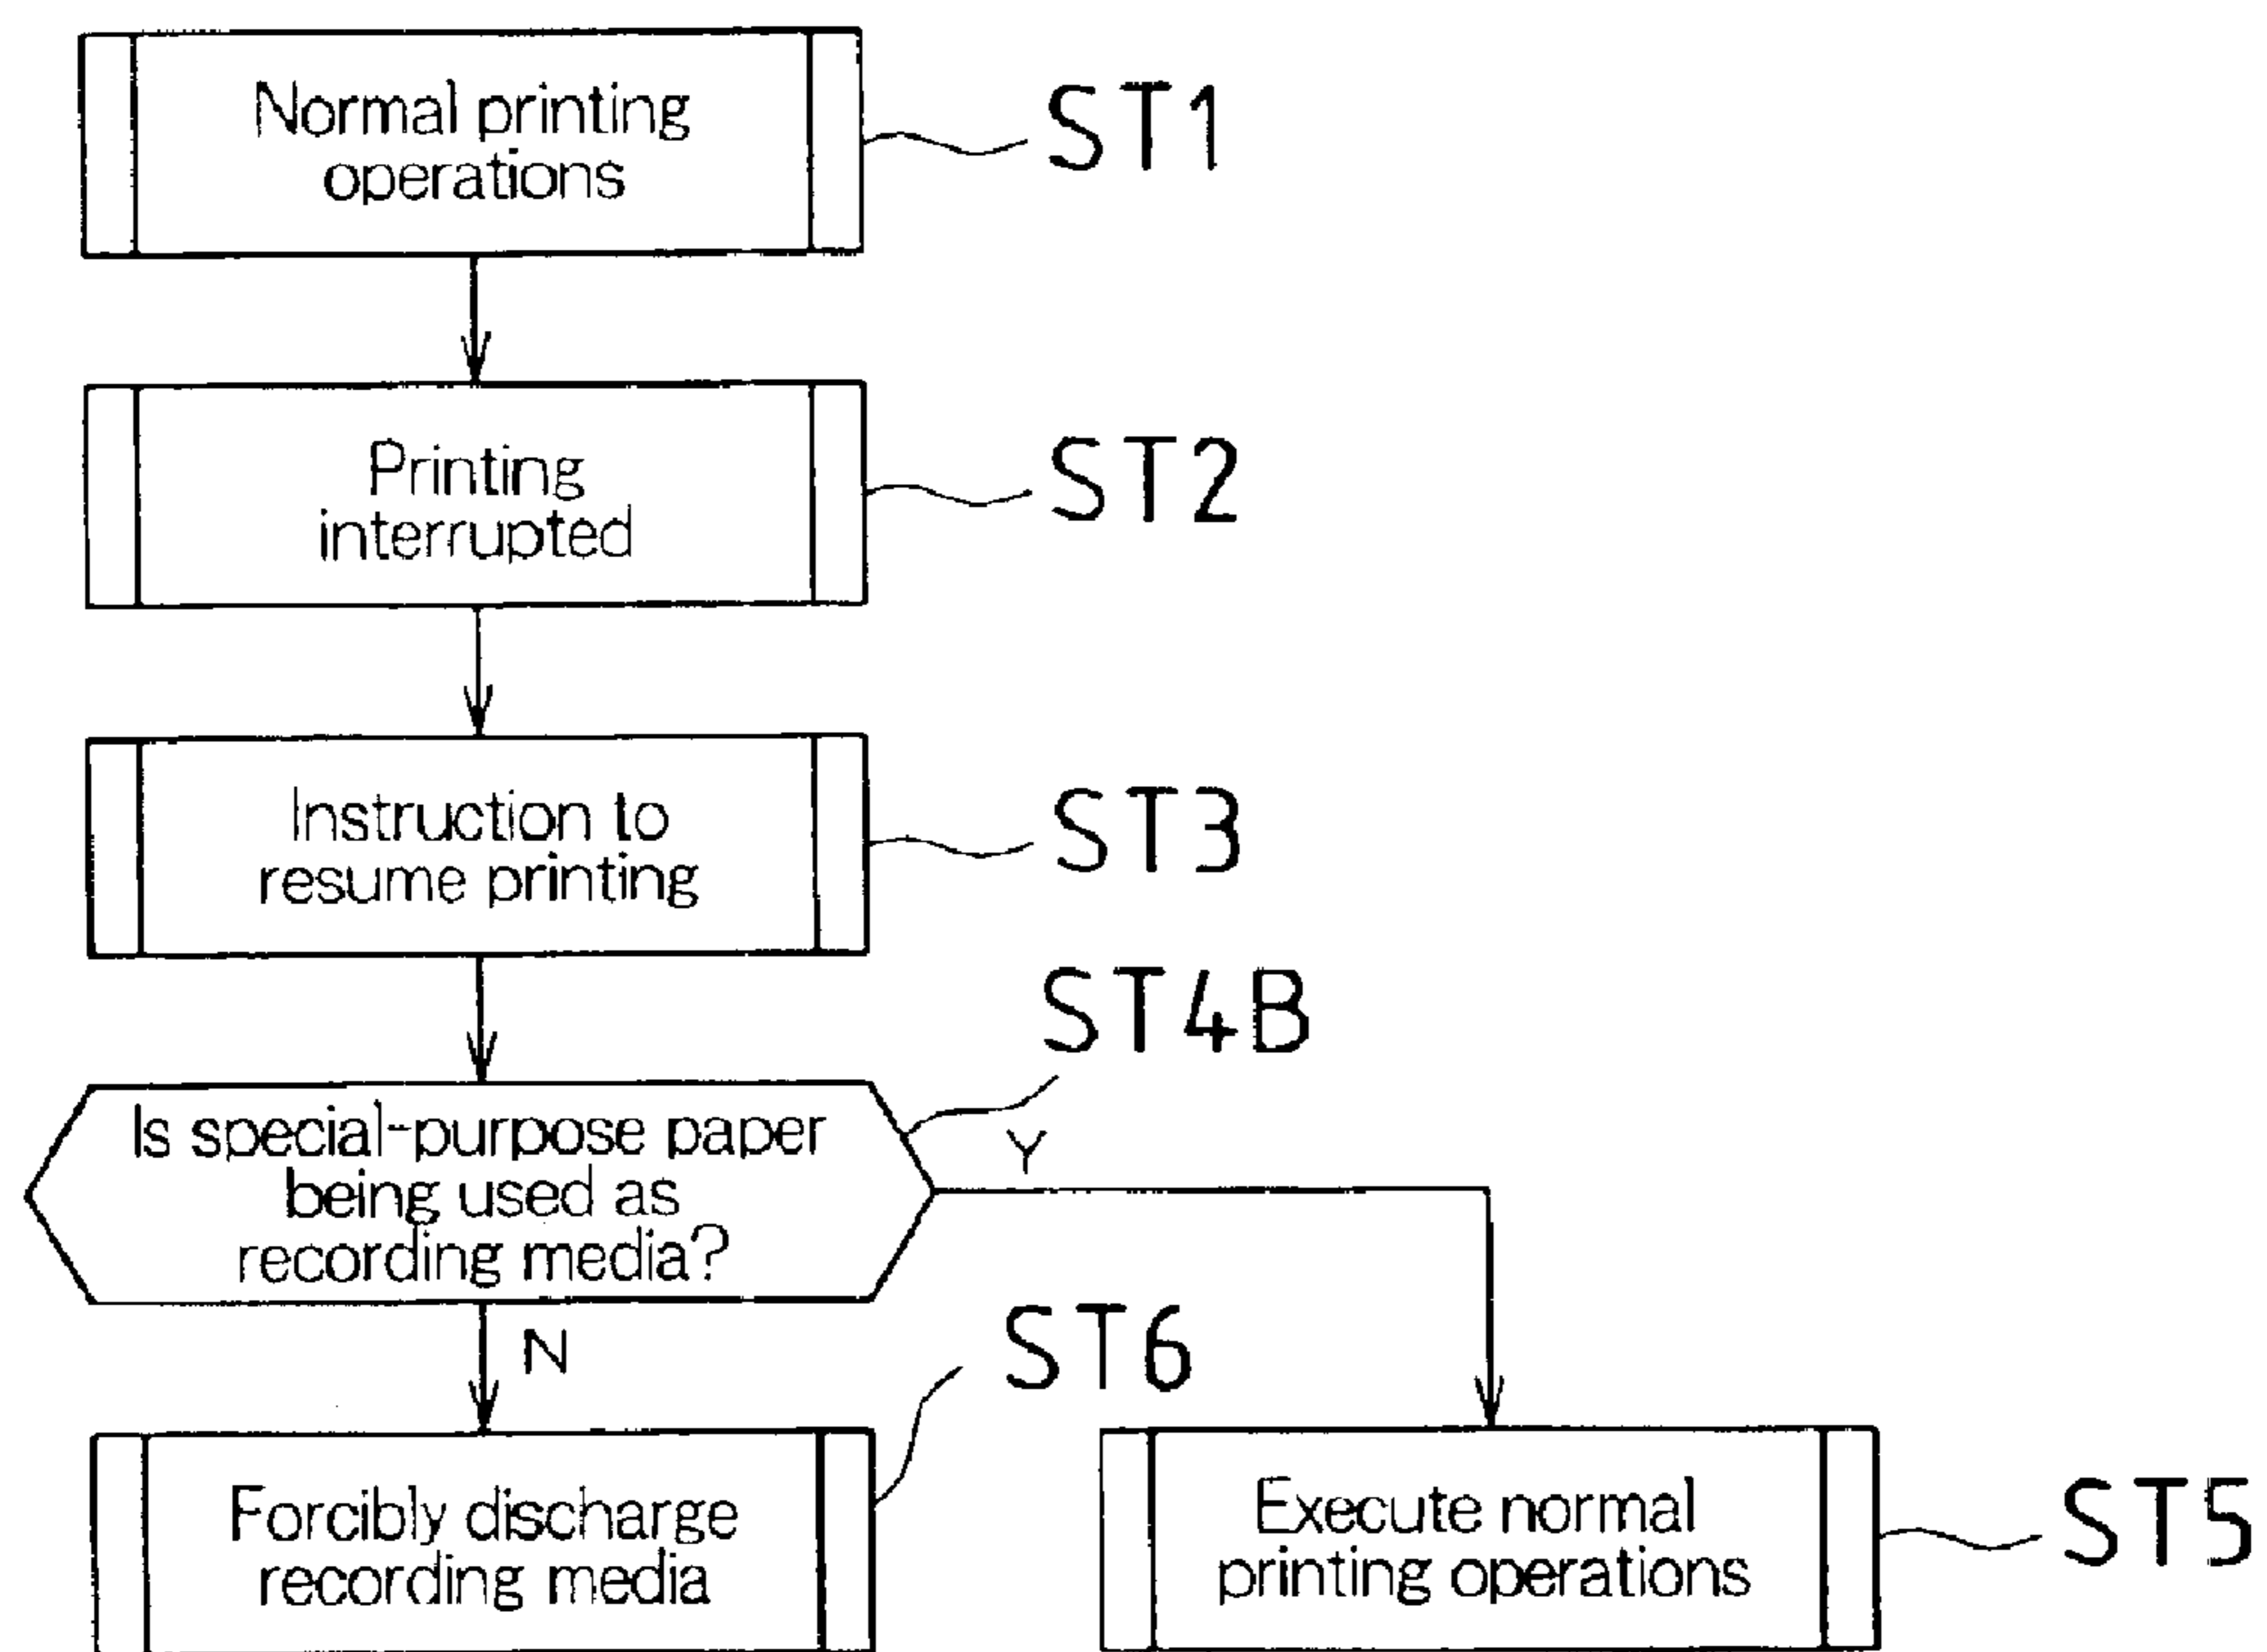 Normal printing
operations
ST1
Printing
interrupted
ST2
Instruction to
resume printing
ST3
ST4B
Is special-purpose paper
being used as
recording media?
Y
N
ST6
Forcibly discharge
recording media
Execute normal
printing operations
ST5